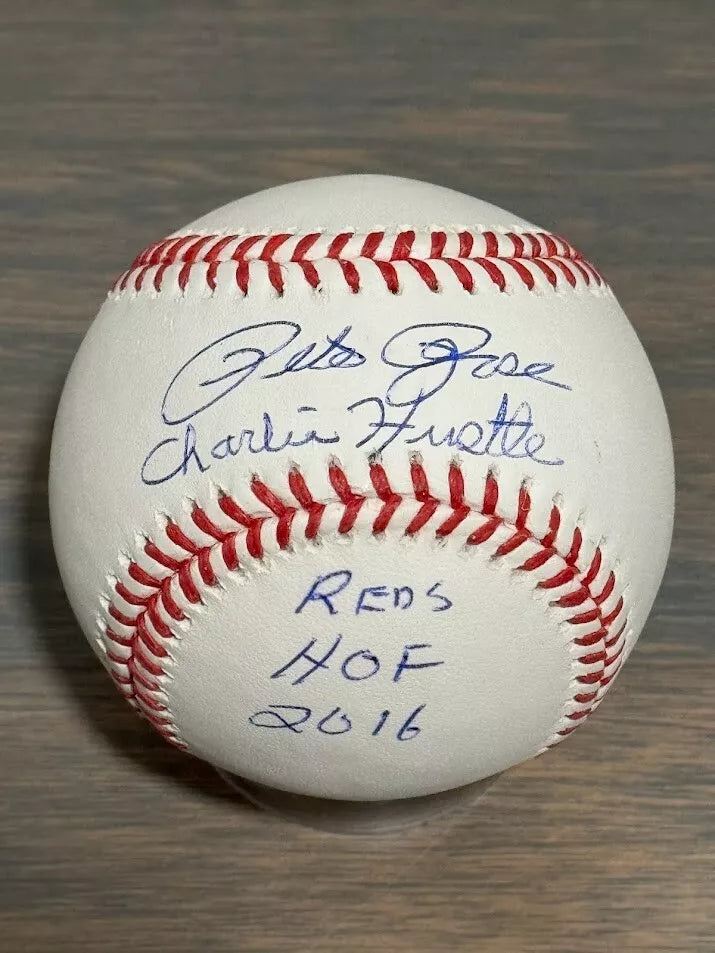 Pete Rose
Charlie Hustle
REDS
HOF
2016